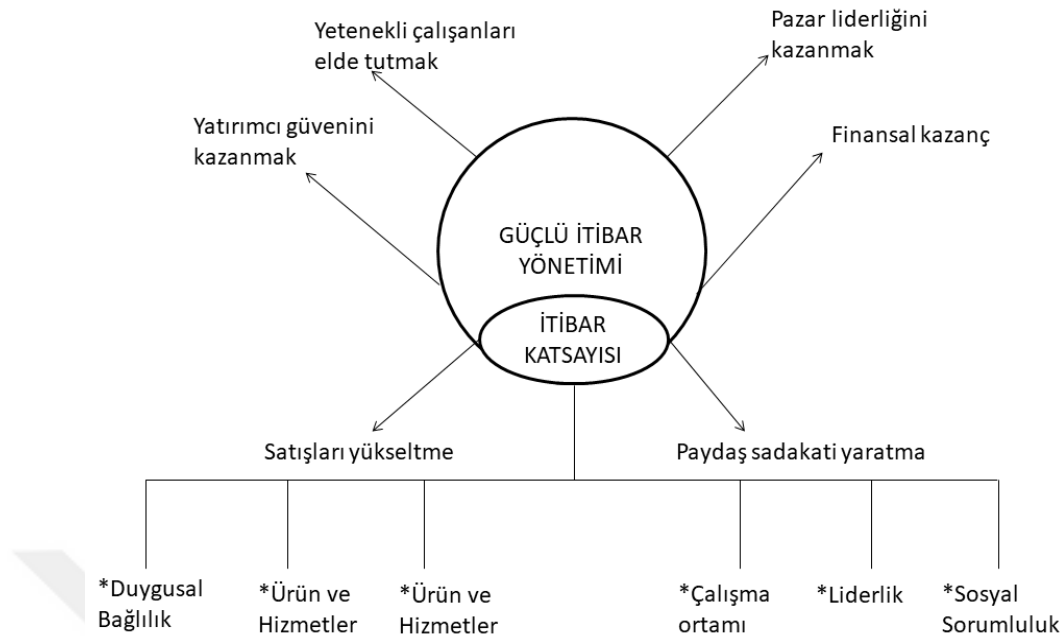 Yetenekli çalışanları
elde tutmak
Pazar liderliğini
kazanmak
Yatırımcı güvenini
kazanmak
Finansal kazanç
GÜÇLÜ İTİBAR
YÖNETİMİ
İTİBAR
KATSAYISI
Satışları yükseltme
Paydaş sadakati yaratma
*Duygusal
Bağlılık
*Ürün ve
Hizmetler
*Ürün ve
Hizmetler
*Çalışma
ortamı
*Liderlik
*Sosyal
Sorumluluk